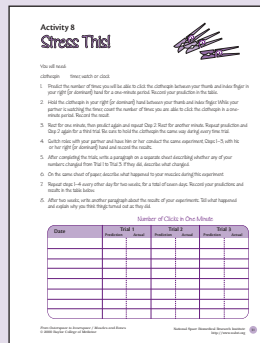 Activity 8
Stress This!
You will need:
clothespin timer, watch or clock
1. Predict the number of times you will be able to click the clothespin between your thumb and index finger in
your right (or dominant) hand for a one-minute period. Record your prediction in the table.
2. Hold the clothespin in your right (or dominant) hand between your thumb and index finger. While your
partner is watching the timer, count the number of times you are able to click the clothespin in a one-
minute period. Record the result.
3. Rest for one minute, then predict again and repeat Step 2. Rest for another minute. Repeat prediction and
Step 2 again for a third trial. Be sure to hold the clothespin the same way during every time trial.
4. Switch roles with your partner and have him or her conduct the experiment, Steps 1–3, with his
or her right (or dominant) hand and record the results.
5. After completing the trials, write a paragraph on a separate sheet describing whether any of your
numbers changed from Trial 1 to Trial 3. If they did, describe what changed.
6. On the same sheet of paper, describe what happened to your muscles during this experiment.
7. Repeat steps 1–4 every other day for two weeks, for a total of seven days. Record your predictions and
results in the table below.
8. After two weeks, write another paragraph about the results of your experiments. Tell what happened
and explain why you think things turned out as they did.
Number of Clicks in One Minute
Date Trial 1 Trial 2 Trial 3
Prediction Actual Prediction Actual Prediction Actual
From Outerspace to Innerspace / Muscles and Bones National Space Biomedical Research Institute
© 2000 Baylor College of Medicine http://www.nsbri.org